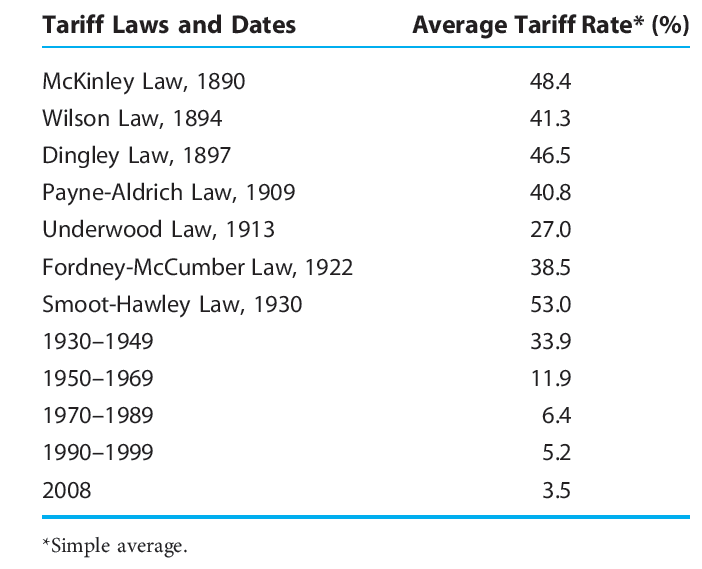 Tariff Laws and Dates Average Tariff Rate* (%)
McKinley Law, 1890 48.4
Wilson Law, 1894 41.3
Dingley Law, 1897 46.5
Payne-Aldrich Law, 1909 40.8
Underwood Law, 1913 27.0
Fordney-McCumber Law, 1922 38.5
Smoot-Hawley Law, 1930 53.0
1930–1949 33.9
1950–1969 11.9
1970–1989 6.4
1990–1999 5.2
2008 3.5
*Simple average.